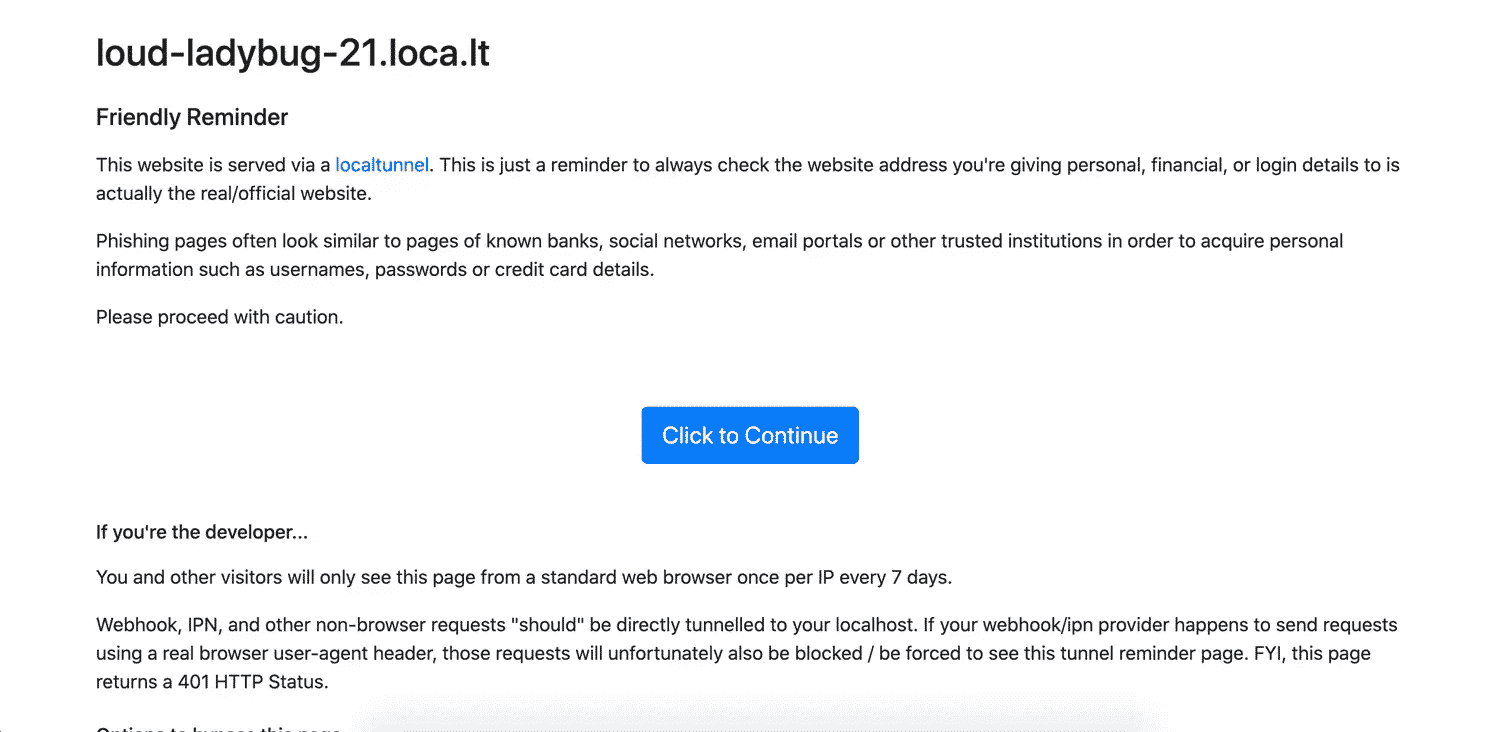 loud-ladybug-21.loca.lt
Friendly Reminder
This website is served via a localtunnel. This is just a reminder to always check the website address you're giving personal, financial, or login details to is
actually the real/official website.
Phishing pages often look similar to pages of known banks, social networks, email portals or other trusted institutions in order to acquire personal
information such as usernames, passwords or credit card details.
Please proceed with caution.
Click to Continue
If you're the developer...
You and other visitors will only see this page from a standard web browser once per IP every 7 days.
Webhook, IPN, and other non-browser requests "should" be directly tunnelled to your localhost. If your webhook/ipn provider happens to send requests
using a real browser user-agent header, those requests will unfortunately also be blocked / be forced to see this tunnel reminder page. FYI, this page
returns a 401 HTTP Status.
Options to bypass this page